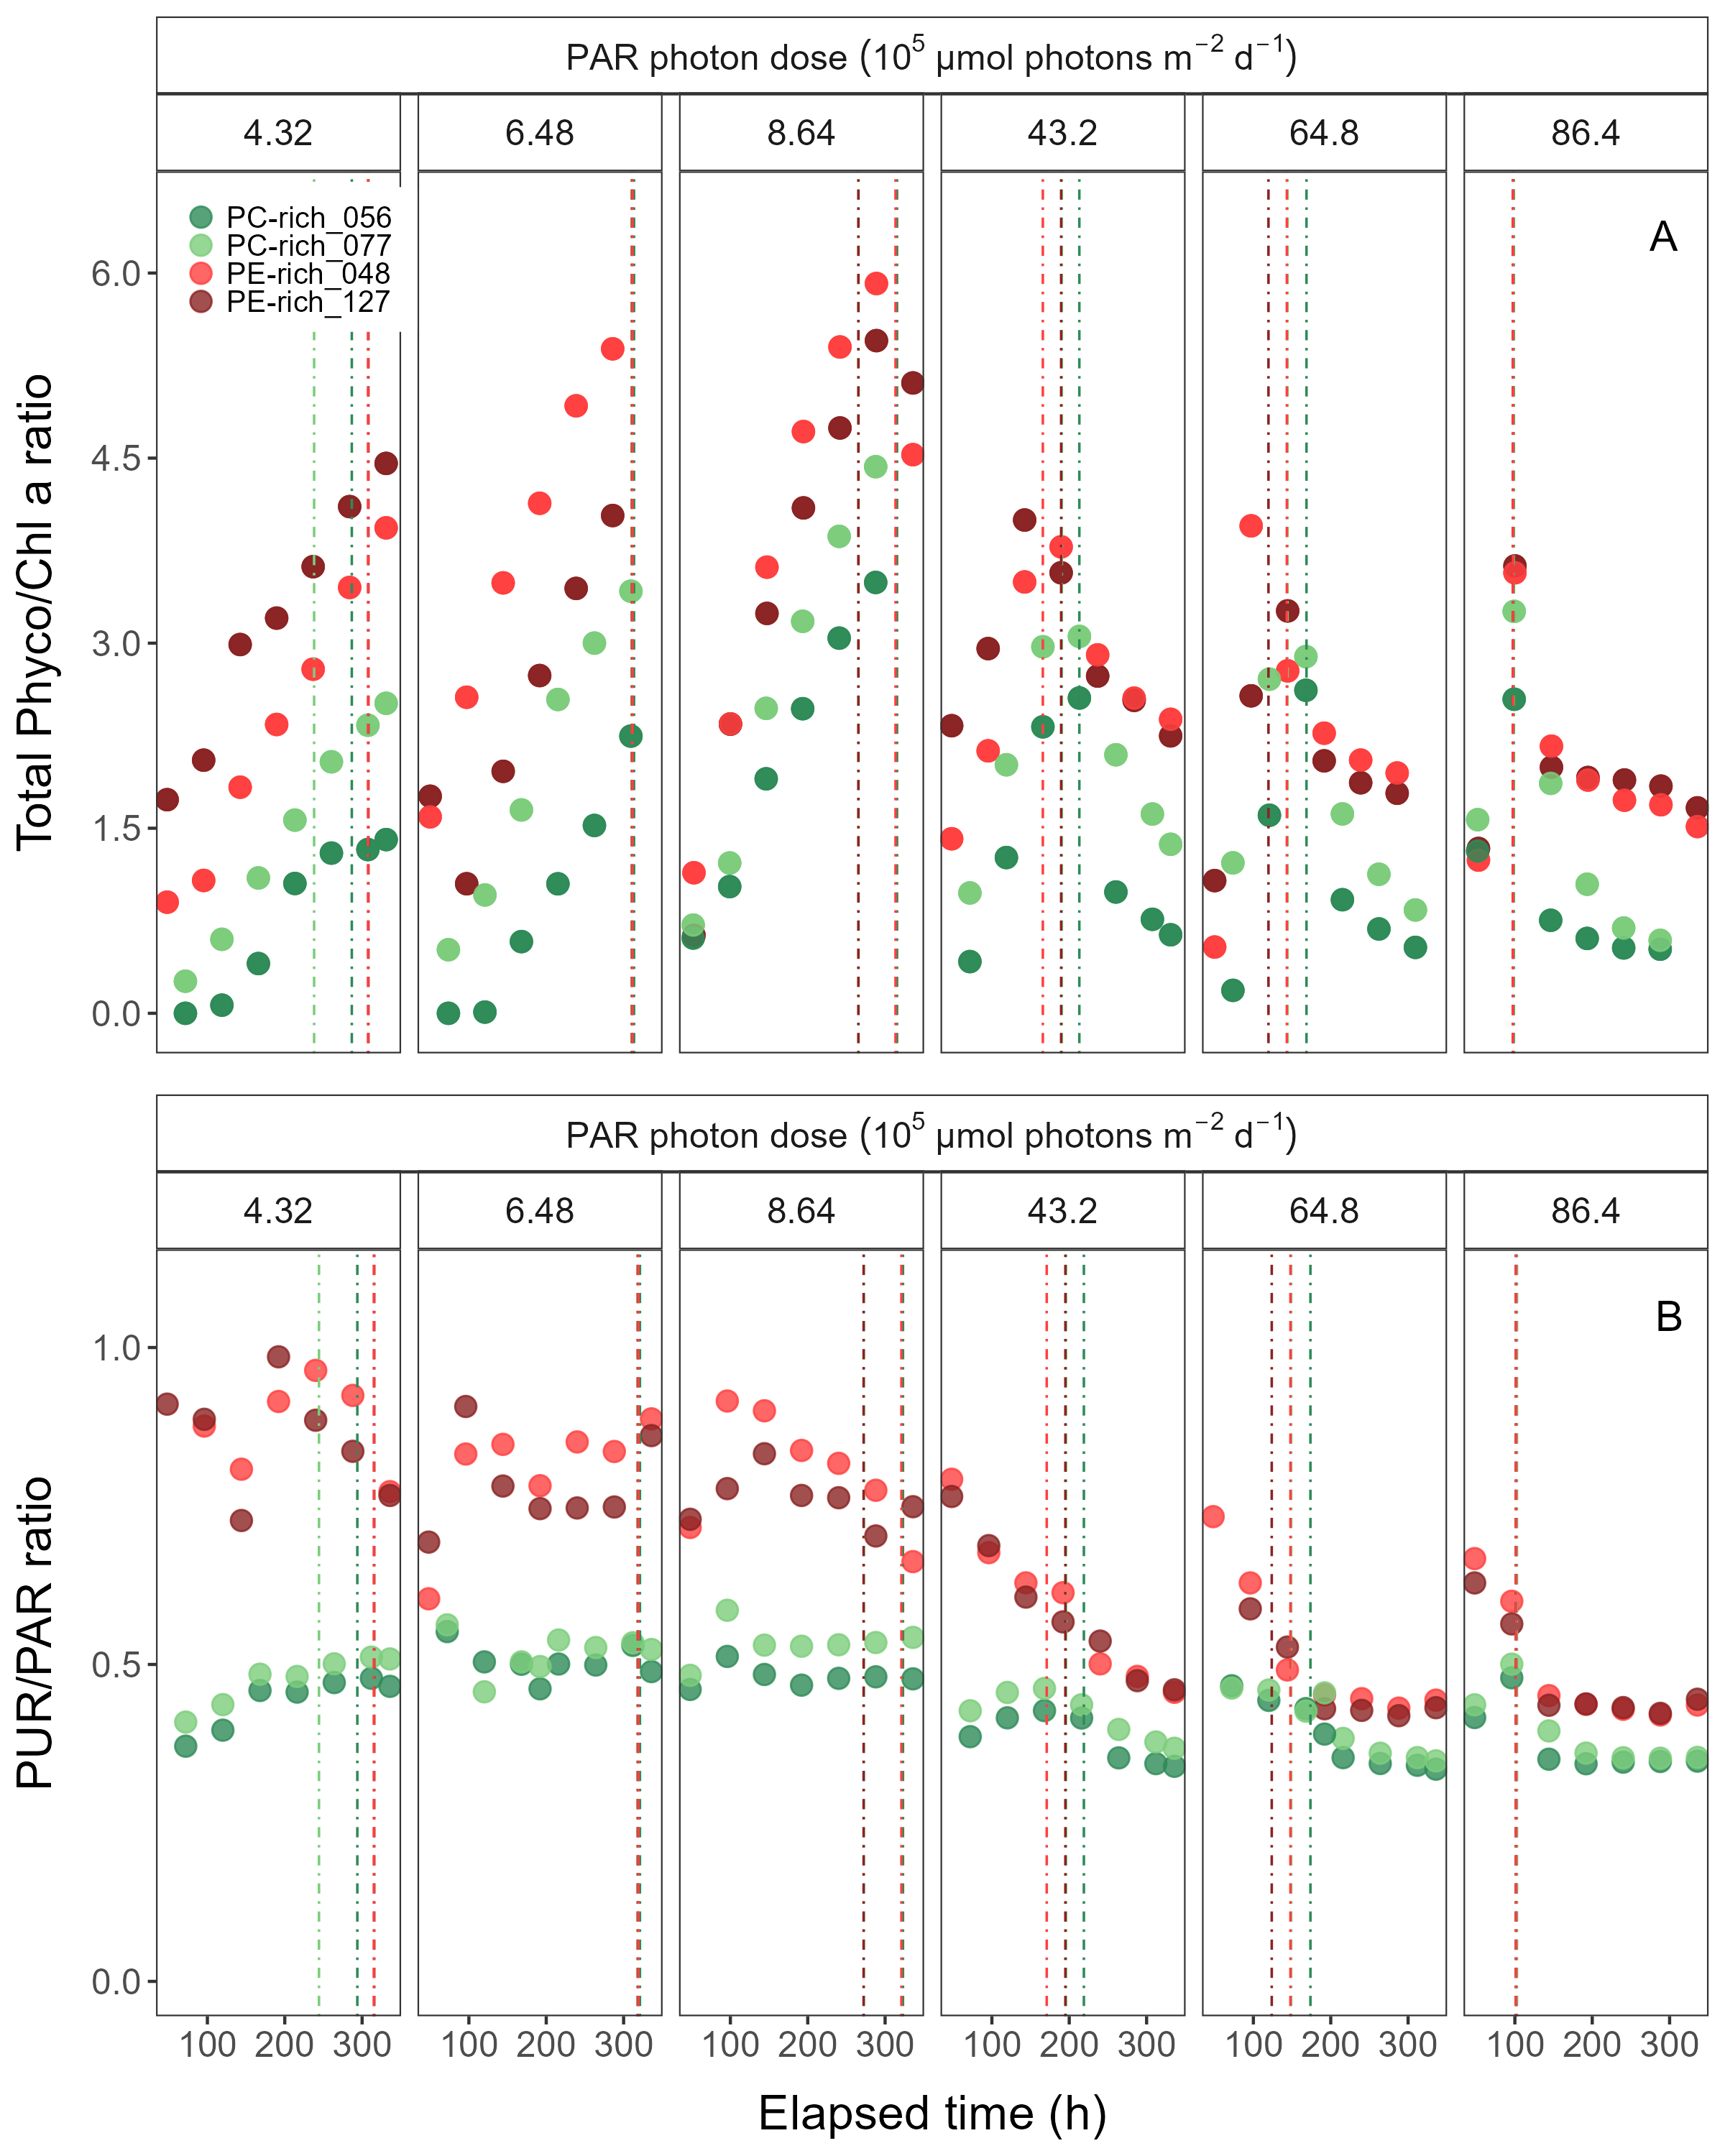 PAR photon dose (10⁵ µmol photons m⁻² d⁻¹)
4.32 6.48 8.64 43.2 64.8 86.4
PC-rich_056
PC-rich_077
PE-rich_048
PE-rich_127
A
Total Phyco/Chl a ratio
6.0
4.5
3.0
1.5
0.0
PAR photon dose (10⁵ µmol photons m⁻² d⁻¹)
4.32 6.48 8.64 43.2 64.8 86.4
B
PUR/PAR ratio
1.0
0.5
0.0
100 200 300 100 200 300 100 200 300 100 200 300 100 200 300 100 200 300
Elapsed time (h)